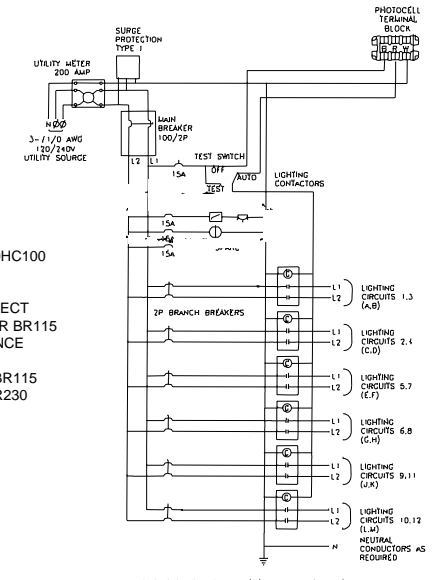 PHOTOCELL
TERMINAL
BLOCK
B R W
SURGE
PROTECTION
TYPE 1
UTILITY METER
200 AMP
N Ø Ø
3-/1/0 AWG
120/240V
UTILITY SOURCE
MAIN
BREAKER
100/2P
L2 L1
15A
TEST SWITCH
OFF
TEST
AUTO
LIGHTING
CONTACTORS
15A
15A
HC100
ECT
R BR115
NCE
BR115
R230
2P BRANCH BREAKERS
C
L1
L2
LIGHTING
CIRCUITS 1,3
(A,B)
C
L1
L2
LIGHTING
CIRCUITS 2,4
(C,D)
C
L1
L2
LIGHTING
CIRCUITS 5,7
(E,F)
C
L1
L2
LIGHTING
CIRCUITS 6,8
(G,H)
C
L1
L2
LIGHTING
CIRCUITS 9,11
(J,K)
C
L1
L2
LIGHTING
CIRCUITS 10,12
(L,M)
N
NEUTRAL
CONDUCTORS AS
REQUIRED